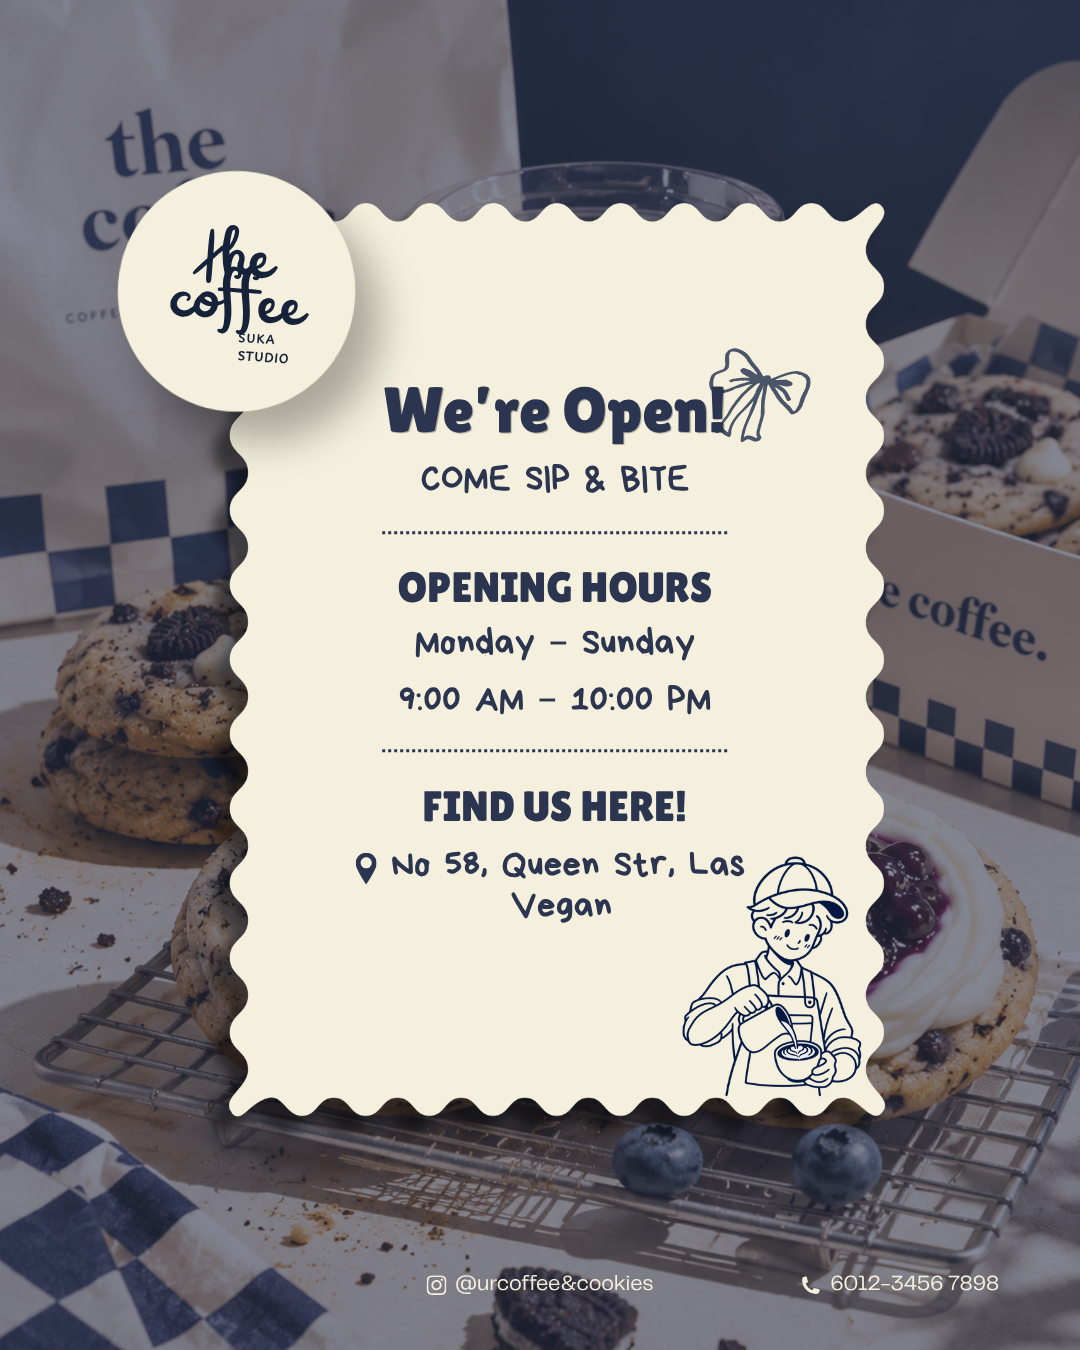 the
co
COFFE
the
coffee
SUKA
STUDIO
We're Open!
COME SIP & BITE
OPENING HOURS
Monday – Sunday
9:00 AM – 10:00 PM
FIND US HERE!
No 58, Queen Str, Las
Vegan
e coffee.
@urcoffee&cookies
6012-3456 7898